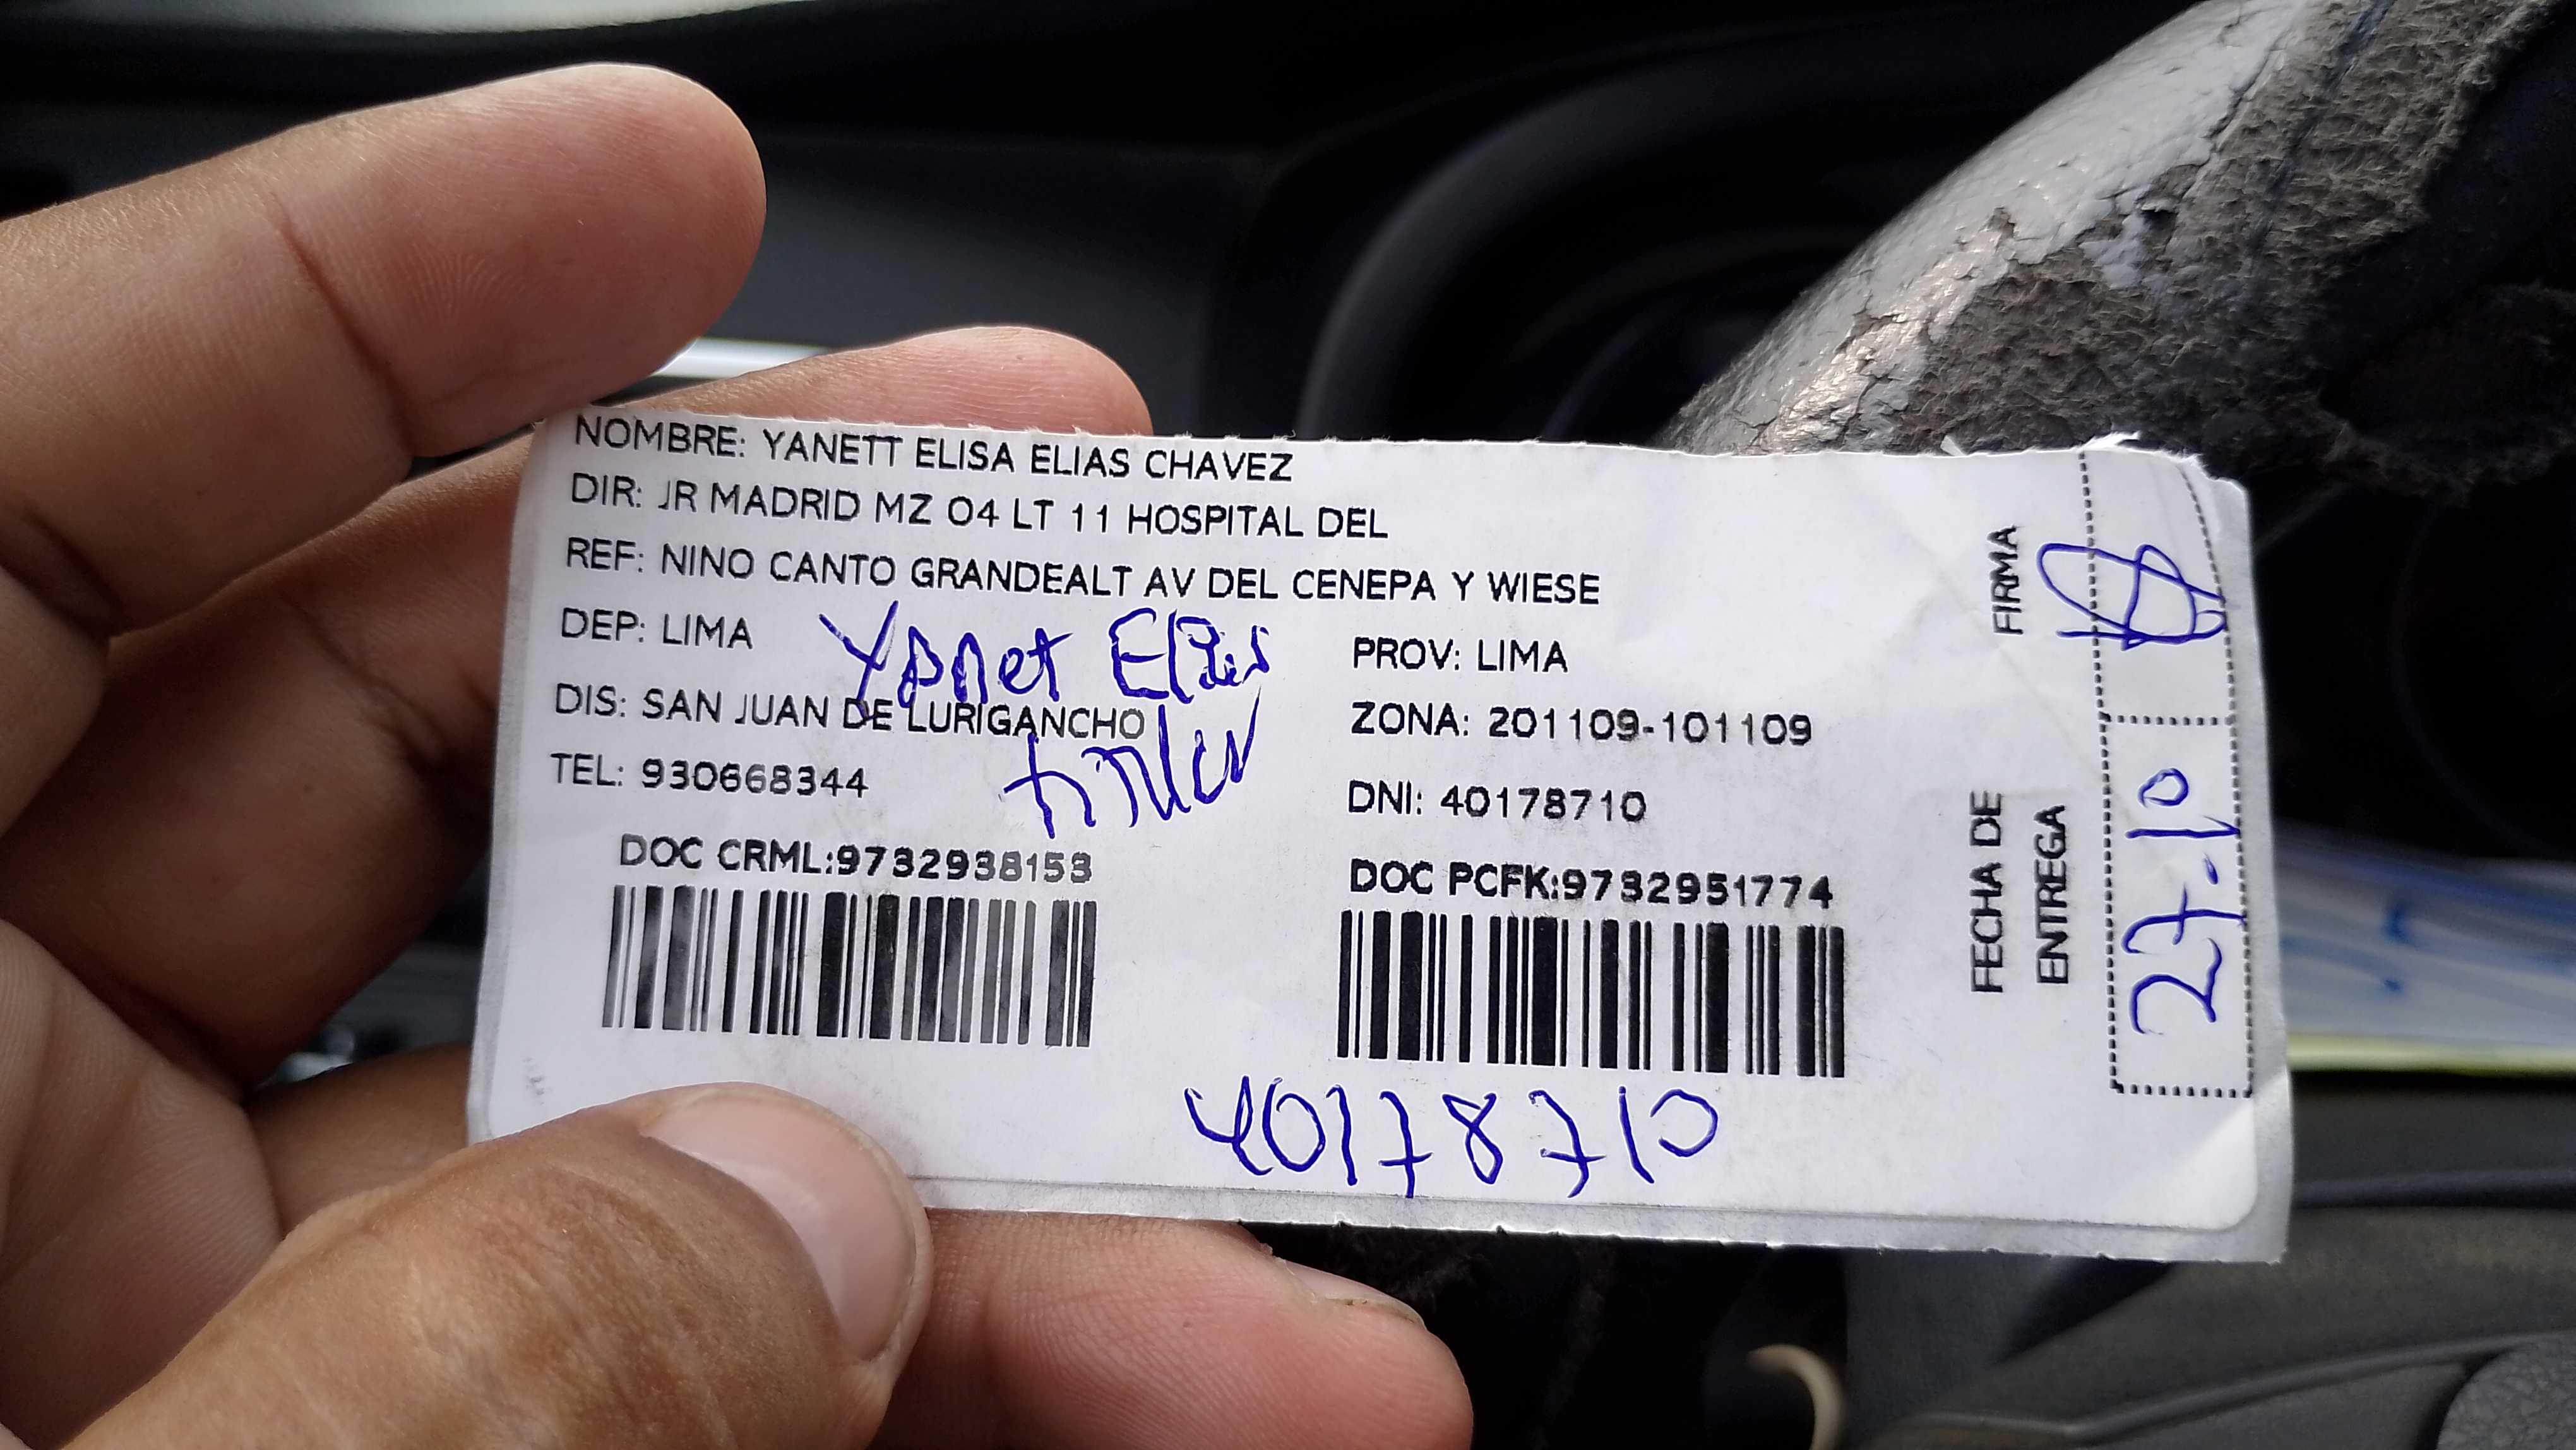 NOMBRE: YANETT ELISA ELIAS CHAVEZ
DIR: JR MADRID MZ O4 LT 11 HOSPITAL DEL
REF: NINO CANTO GRANDEALT AV DEL CENEPA Y WIESE
DEP: LIMA
PROV: LIMA
Yanet Elias
DIS: SAN JUAN DE LURIGANCHO
ZONA: 201109-101109
TEL: 930668344
DNI: 40178710
DOC CRML:9732938153
DOC PCFK:9732951774
40178710
FIRMA
FECHA DE
ENTREGA
27.10